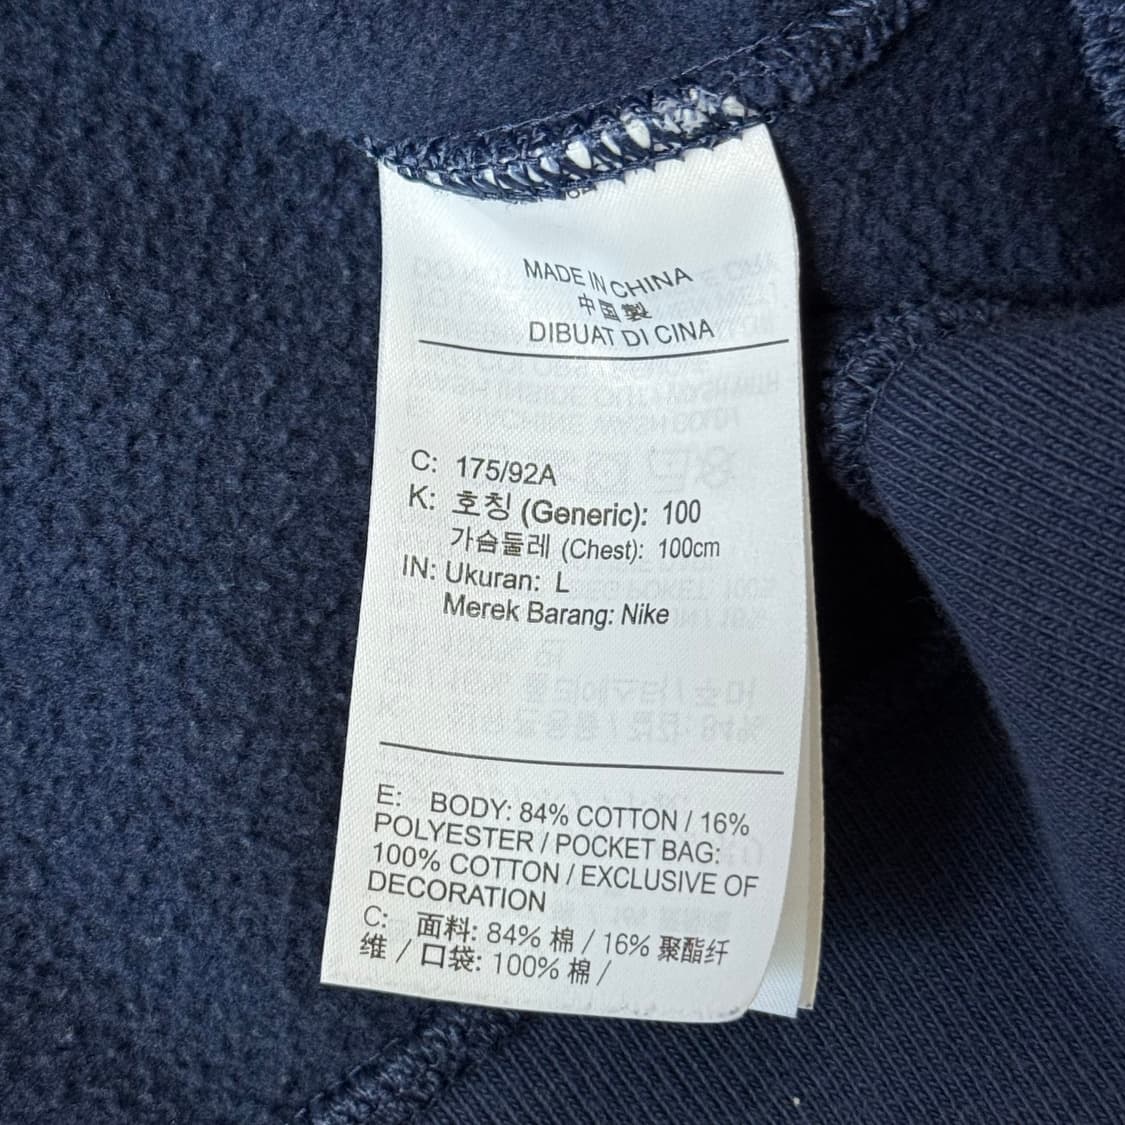 MADE IN CHINA
中国製
DIBUAT DI CINA
C: 175/92A
K: 호칭 (Generic): 100
가슴둘레 (Chest): 100cm
IN: Ukuran: L
Merek Barang: Nike
E: BODY: 84% COTTON / 16%
POLYESTER / POCKET BAG:
100% COTTON / EXCLUSIVE OF
DECORATION
C: 面料: 84% 棉 / 16% 聚酯纤
维 / 口袋: 100% 棉 /